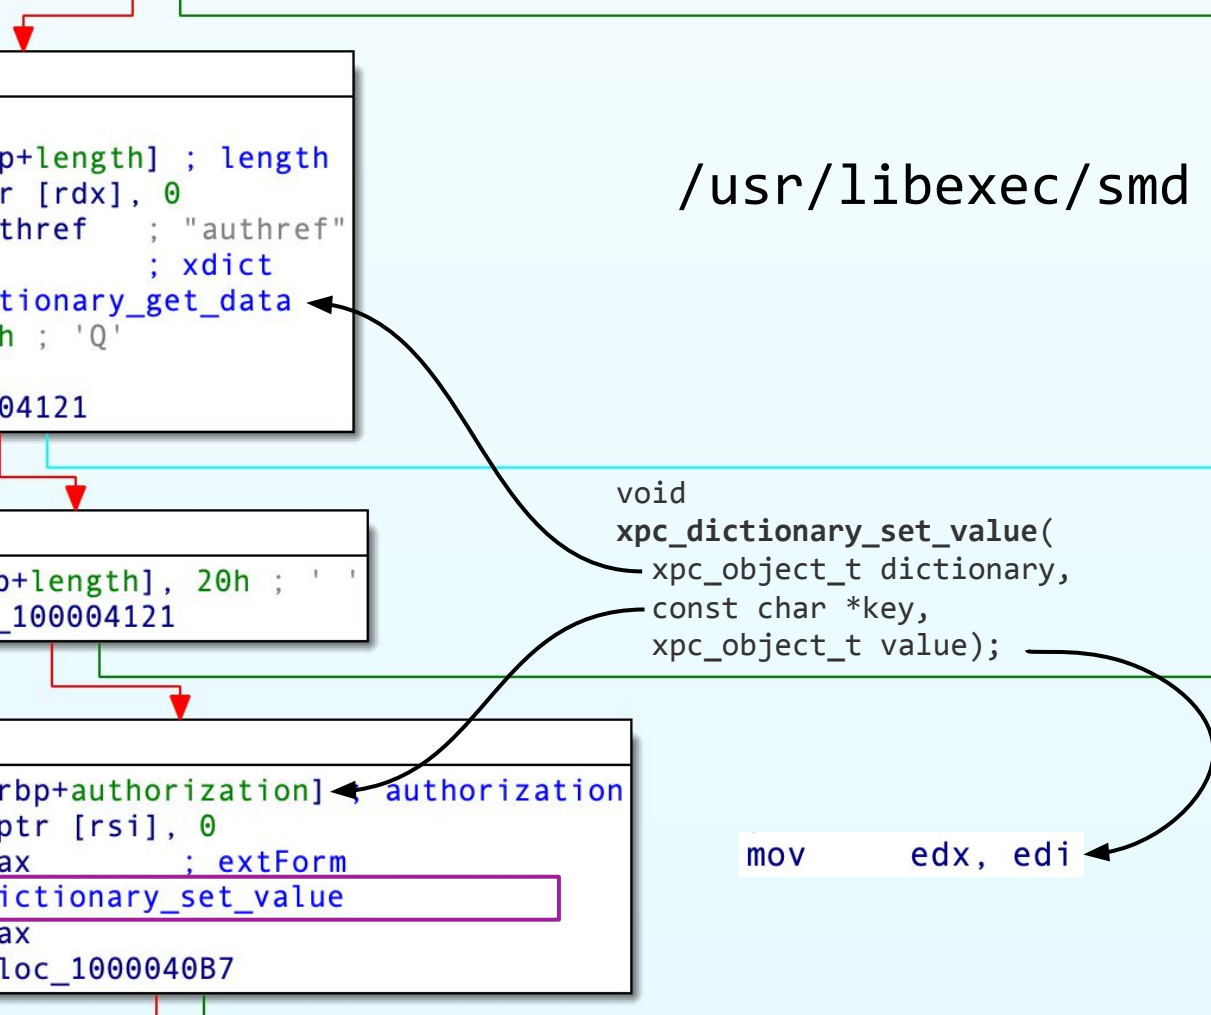 p+length] ; length
r [rdx], 0
thref ; "authref"
; xdict
tionary_get_data
h ; 'Q'
04121
/usr/libexec/smd
void
xpc_dictionary_set_value(
xpc_object_t dictionary,
const char *key,
xpc_object_t value);
p+length], 20h ; ' '
_100004121
rbp+authorization] ; authorization
ptr [rsi], 0
ax ; extForm
ictionary_set_value
ax
loc_1000040B7
mov edx, edi